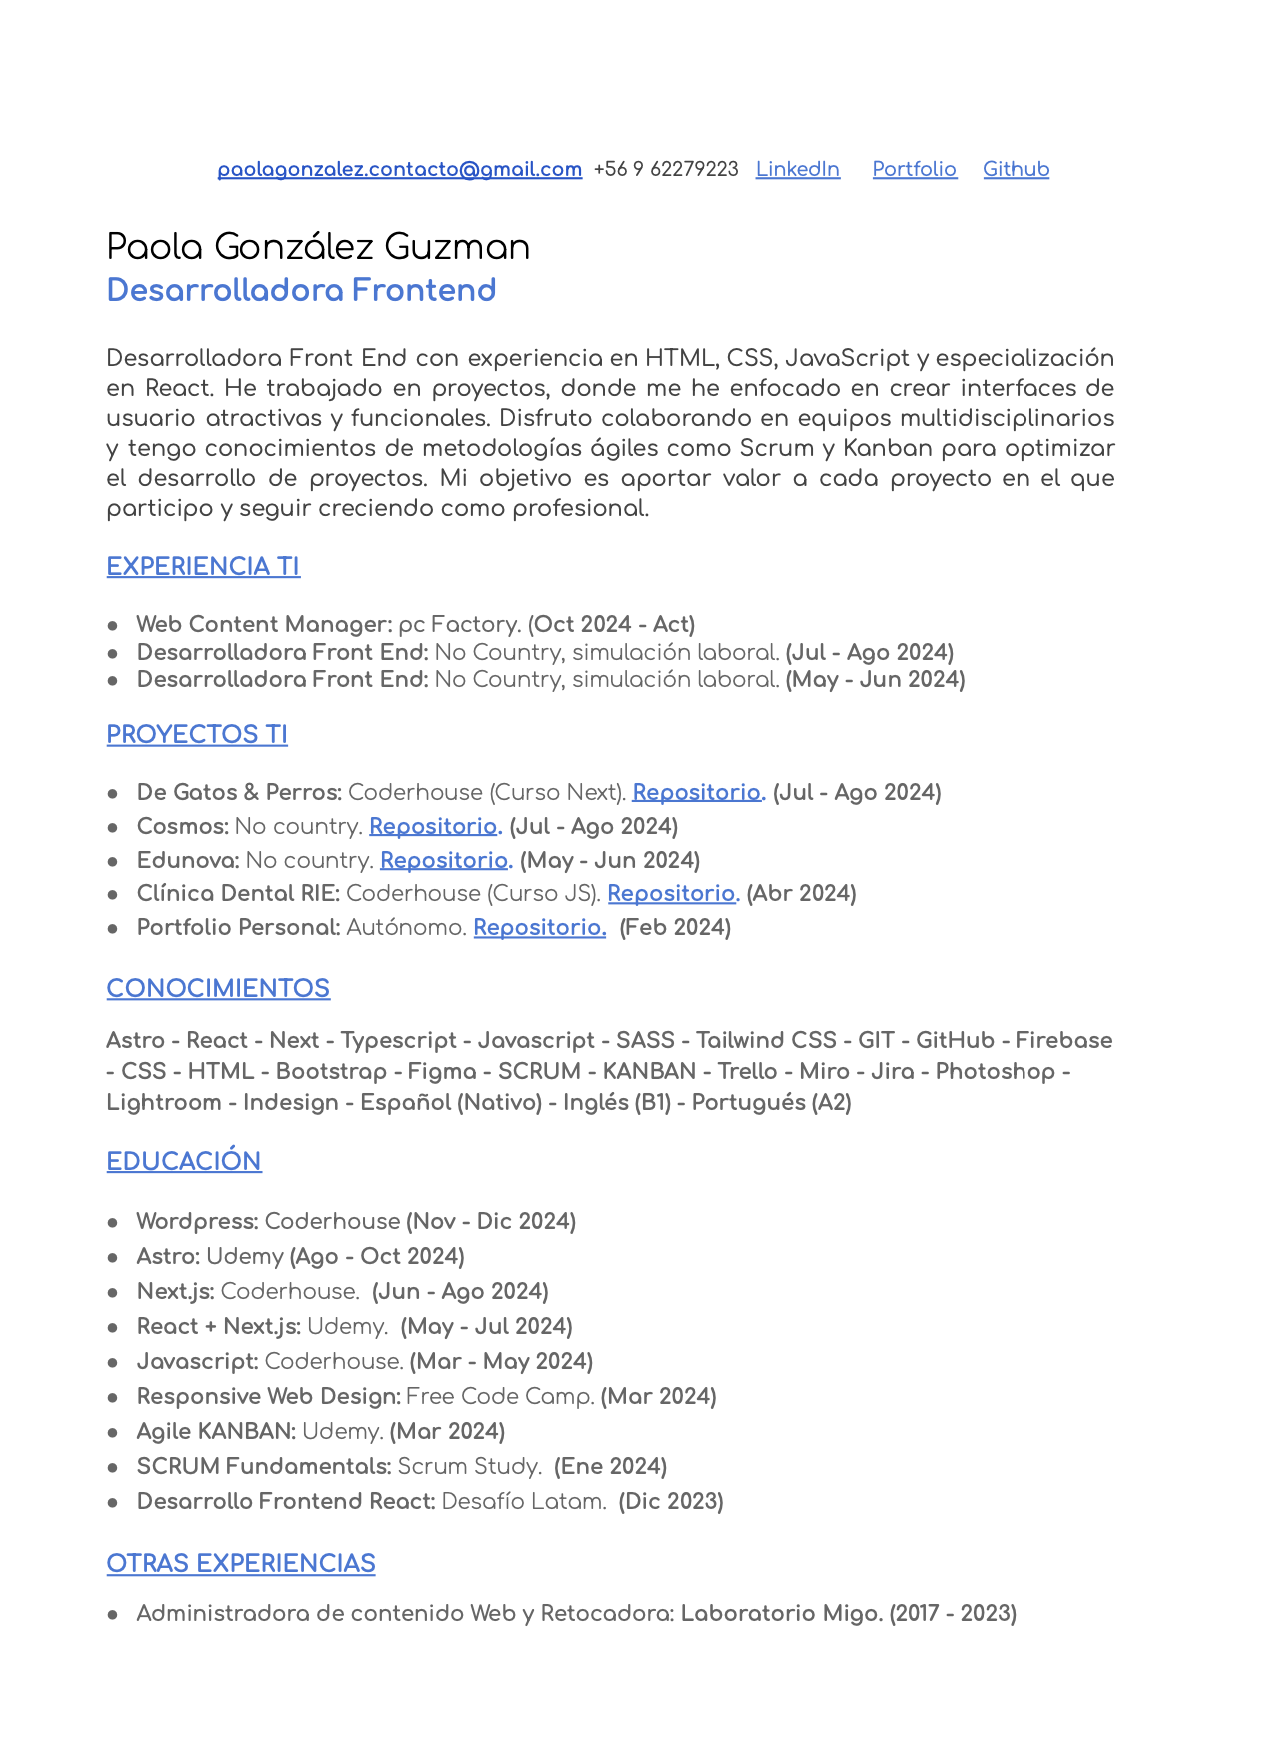 paolagonzalez.contacto@gmail.com +56 9 62279223 LinkedIn Portfolio Github
Paola González Guzman
Desarrolladora Frontend
Desarrolladora Front End con experiencia en HTML, CSS, JavaScript y especialización
en React. He trabajado en proyectos, donde me he enfocado en crear interfaces de
usuario atractivas y funcionales. Disfruto colaborando en equipos multidisciplinarios
y tengo conocimientos de metodologías ágiles como Scrum y Kanban para optimizar
el desarrollo de proyectos. Mi objetivo es aportar valor a cada proyecto en el que
participo y seguir creciendo como profesional.
EXPERIENCIA TI
● Web Content Manager: pc Factory. (Oct 2024 - Act)
● Desarrolladora Front End: No Country, simulación laboral. (Jul - Ago 2024)
● Desarrolladora Front End: No Country, simulación laboral. (May - Jun 2024)
PROYECTOS TI
● De Gatos & Perros: Coderhouse (Curso Next). Repositorio. (Jul - Ago 2024)
● Cosmos: No country. Repositorio. (Jul - Ago 2024)
● Edunova: No country. Repositorio. (May - Jun 2024)
● Clínica Dental RIE: Coderhouse (Curso JS). Repositorio. (Abr 2024)
● Portfolio Personal: Autónomo. Repositorio. (Feb 2024)
CONOCIMIENTOS
Astro - React - Next - Typescript - Javascript - SASS - Tailwind CSS - GIT - GitHub - Firebase
- CSS - HTML - Bootstrap - Figma - SCRUM - KANBAN - Trello - Miro - Jira - Photoshop -
Lightroom - Indesign - Español (Nativo) - Inglés (B1) - Portugués (A2)
EDUCACIÓN
● Wordpress: Coderhouse (Nov - Dic 2024)
● Astro: Udemy (Ago - Oct 2024)
● Next.js: Coderhouse. (Jun - Ago 2024)
● React + Next.js: Udemy. (May - Jul 2024)
● Javascript: Coderhouse. (Mar - May 2024)
● Responsive Web Design: Free Code Camp. (Mar 2024)
● Agile KANBAN: Udemy. (Mar 2024)
● SCRUM Fundamentals: Scrum Study. (Ene 2024)
● Desarrollo Frontend React: Desafío Latam. (Dic 2023)
OTRAS EXPERIENCIAS
● Administradora de contenido Web y Retocadora: Laboratorio Migo. (2017 - 2023)